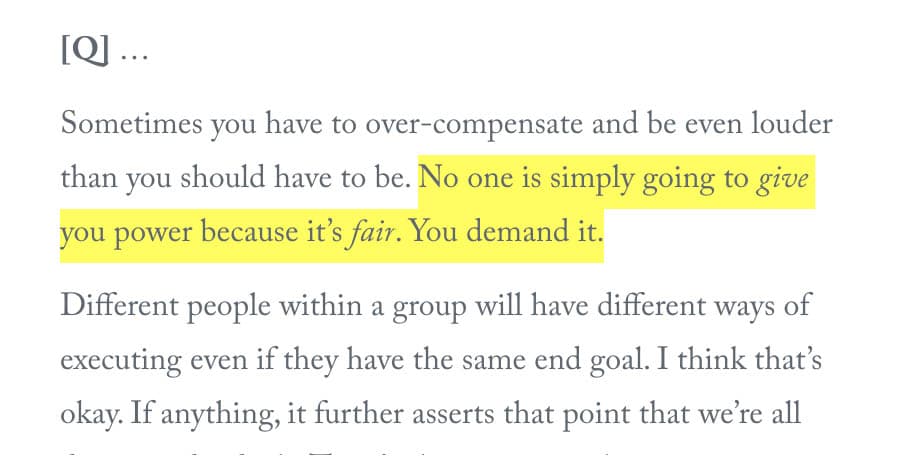 [Q] …
Sometimes you have to over-compensate and be even louder
than you should have to be. No one is simply going to give
you power because it’s fair. You demand it.
Different people within a group will have different ways of
executing even if they have the same end goal. I think that’s
okay. If anything, it further asserts that point that we’re all